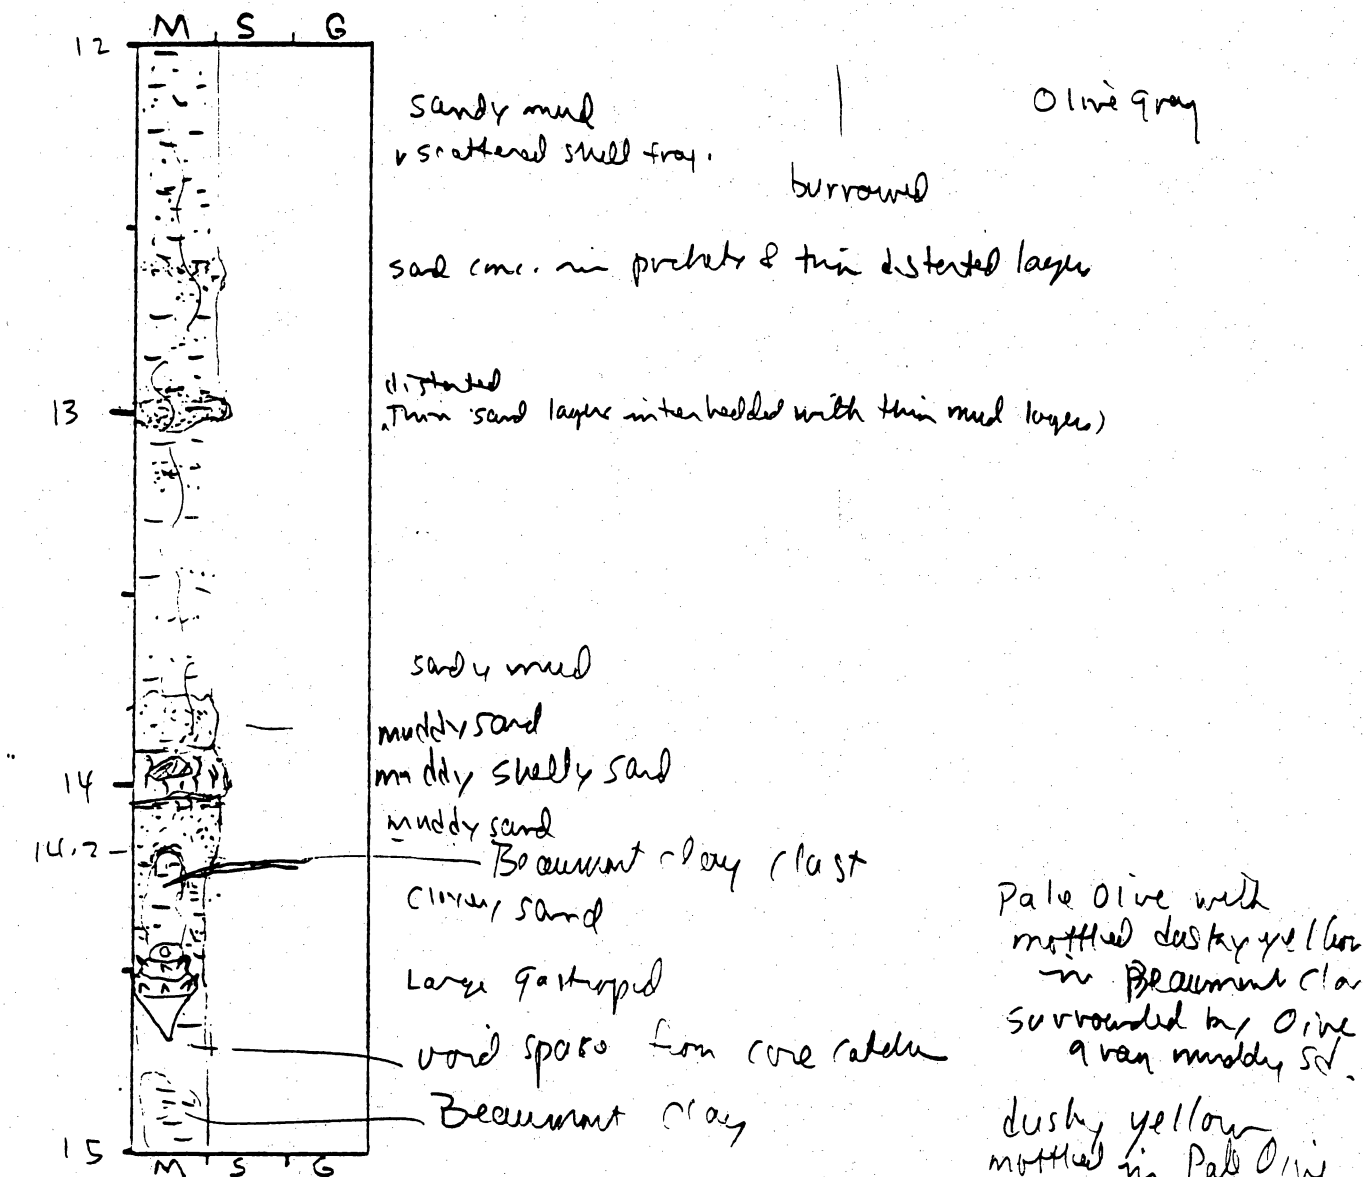 M S G
12
Olive gray
sandy mud
scattered shell frag.
burrowed
sand conc. in pockets & thin distorted layers
distorted
13
Thin sand layers interbedded with thin mud layers)
sandy mud
muddy sand
14
muddy shelly sand
muddy sand
14.2
Beaumont clay clast
clayey sand
Pale Olive with
mottled dusky yellow
in Beaumont Cla
surrounded by Olive
gray muddy sd.
Large gastropod
void space from core catcher
Beaumont clay
dusky yellow
mottled in Pale Olive
15
M S G